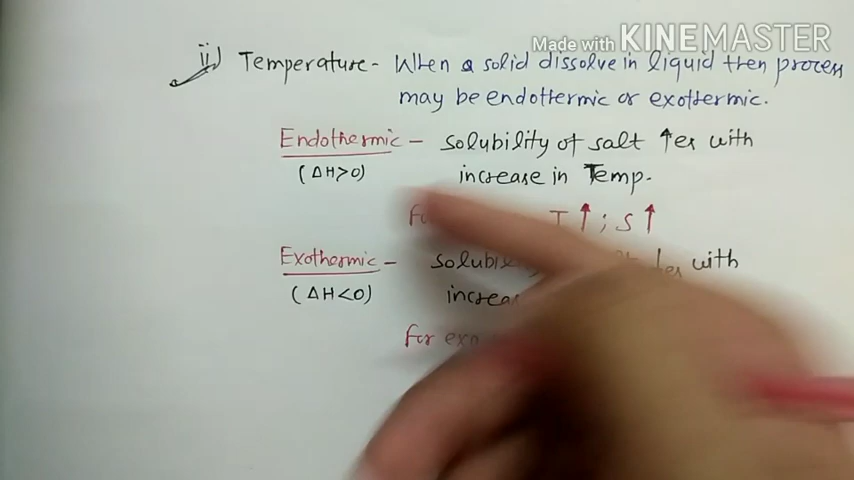 Made with KINEMASTER
ii) Temperature - When a solid dissolve in liquid then process
may be endothermic or exothermic.
Endothermic - solubility of salt ↑es with
(ΔH>0) increase in Temp.
T ↑ ; S ↑
Exothermic - with
(ΔH<0)
For